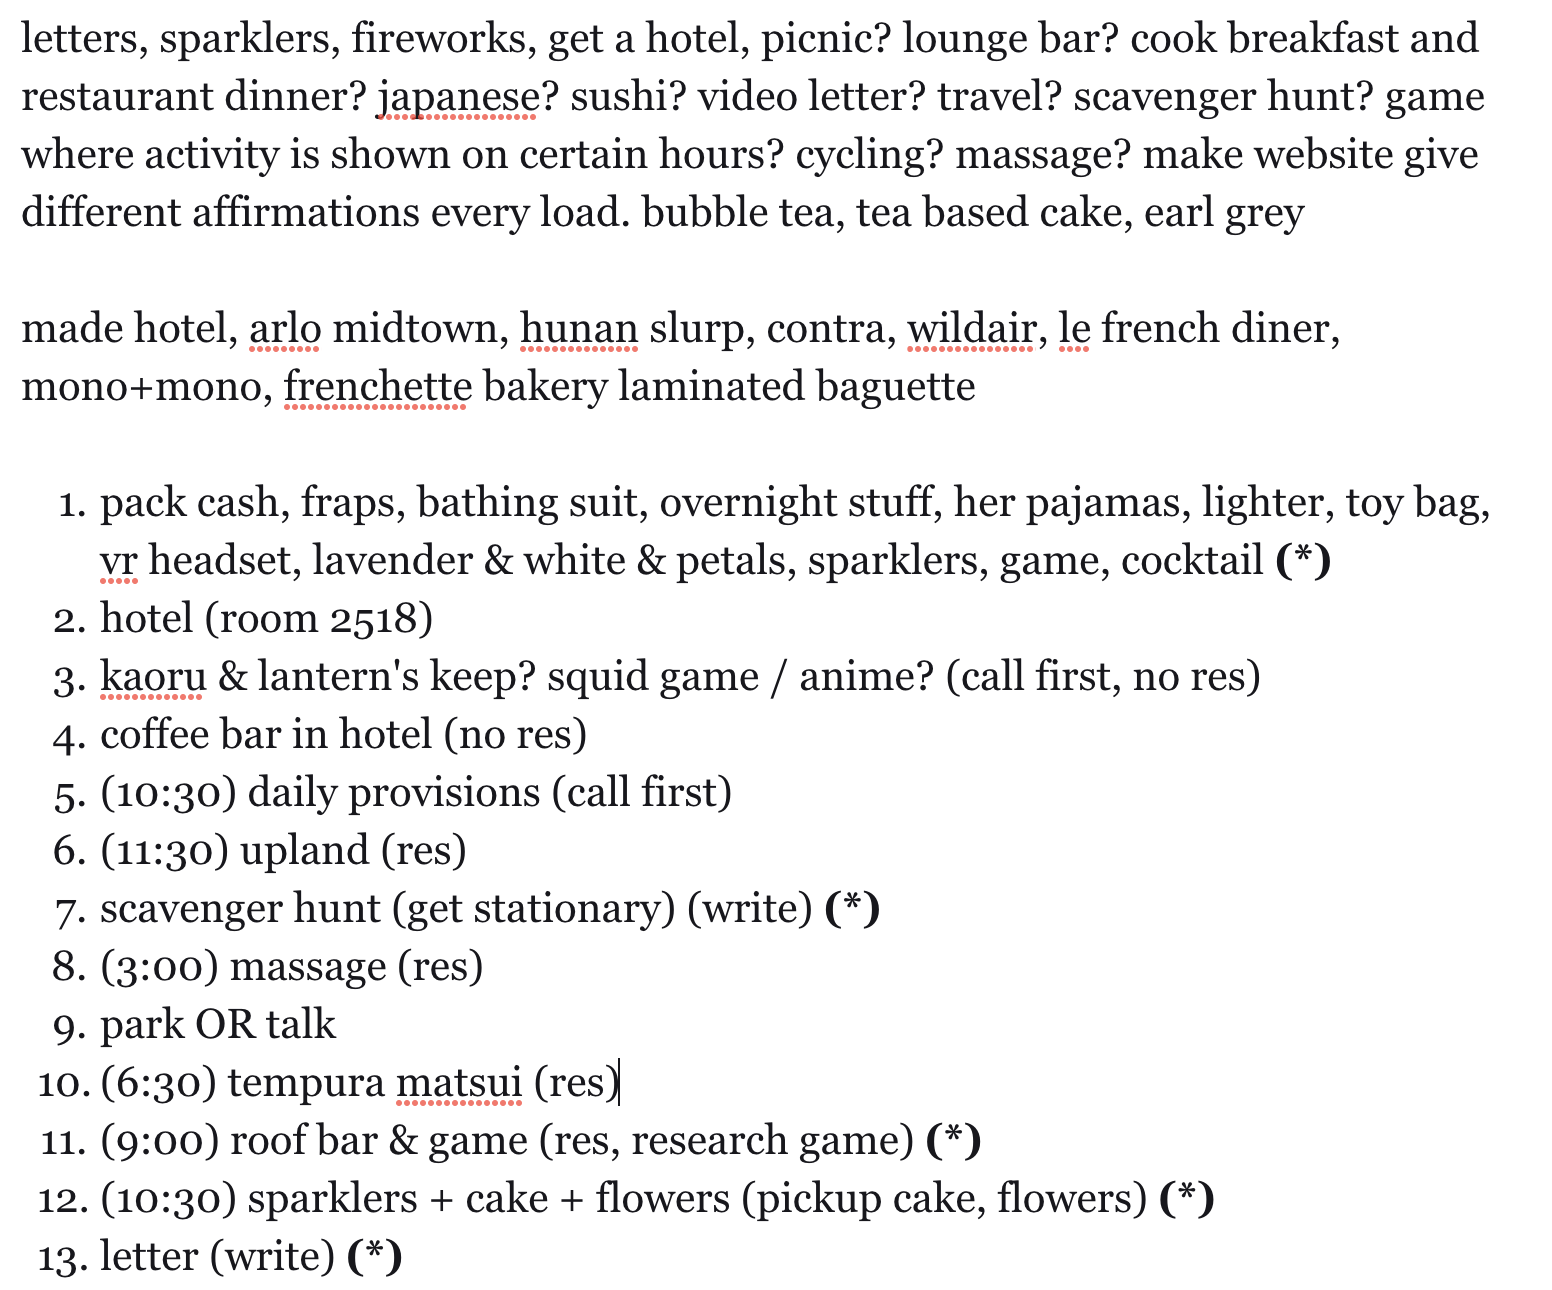 letters, sparklers, fireworks, get a hotel, picnic? lounge bar? cook breakfast and
restaurant dinner? japanese? sushi? video letter? travel? scavenger hunt? game
where activity is shown on certain hours? cycling? massage? make website give
different affirmations every load. bubble tea, tea based cake, earl grey

made hotel, arlo midtown, hunan slurp, contra, wildair, le french diner,
mono+mono, frenchette bakery laminated baguette

1. pack cash, fraps, bathing suit, overnight stuff, her pajamas, lighter, toy bag,
vr headset, lavender & white & petals, sparklers, game, cocktail (*)
2. hotel (room 2518)
3. kaoru & lantern's keep? squid game / anime? (call first, no res)
4. coffee bar in hotel (no res)
5. (10:30) daily provisions (call first)
6. (11:30) upland (res)
7. scavenger hunt (get stationary) (write) (*)
8. (3:00) massage (res)
9. park OR talk
10. (6:30) tempura matsui (res)
11. (9:00) roof bar & game (res, research game) (*)
12. (10:30) sparklers + cake + flowers (pickup cake, flowers) (*)
13. letter (write) (*)